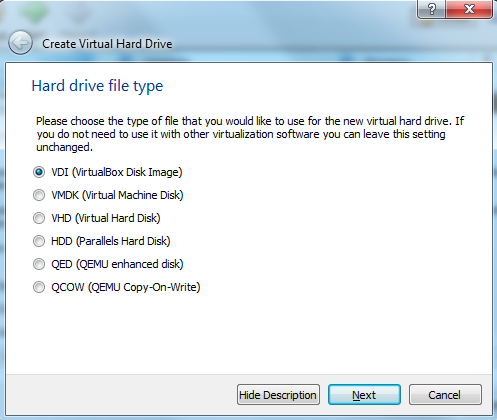 Create Virtual Hard Drive
Hard drive file type
Please choose the type of file that you would like to use for the new virtual hard drive. If
you do not need to use it with other virtualization software you can leave this setting
unchanged.
VDI (VirtualBox Disk Image)
VMDK (Virtual Machine Disk)
VHD (Virtual Hard Disk)
HDD (Parallels Hard Disk)
QED (QEMU enhanced disk)
QCOW (QEMU Copy-On-Write)
Hide Description
Next
Cancel